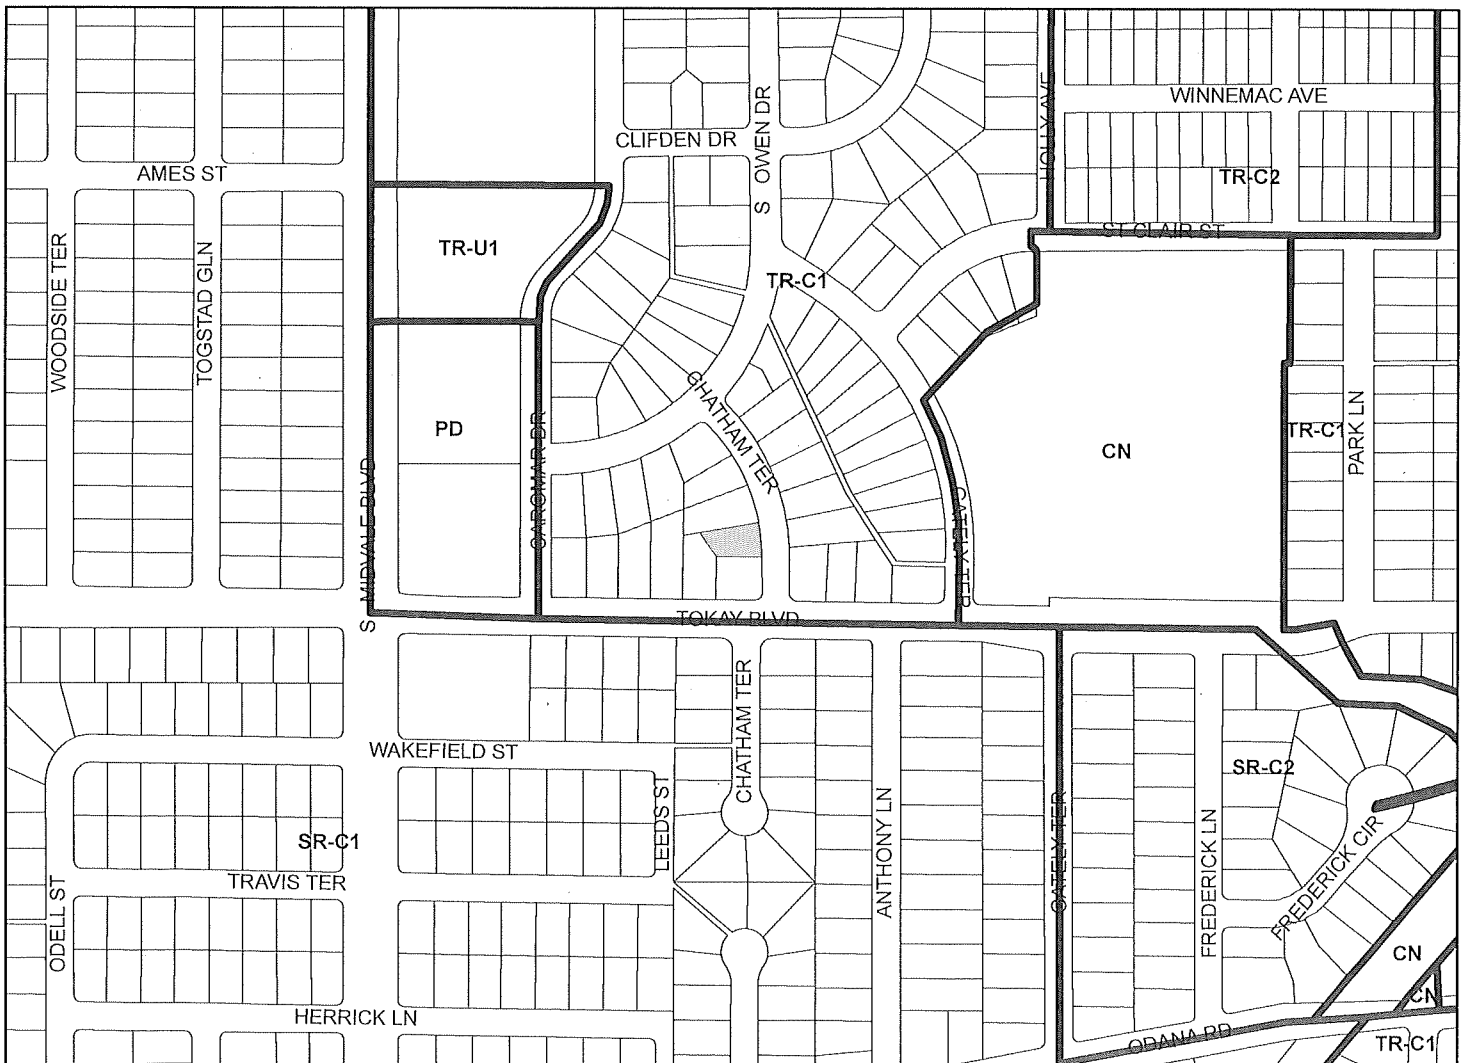 WINNEMAC AVE
CLIFDEN DR
S OWEN DR
HOLLY AVE
AMES ST
TR-C2
ST CLAIR ST
TR-U1
TR-C1
WOODSIDE TER
TOGSTAD GLN
CHATHAM TER
PD
CAROMAR DR
S MIDVALE BLVD
CN
TR-C1
PARK LN
GATELY TER
TOKAY BLVD
CHATHAM TER
WAKEFIELD ST
SR-C2
LEEDS ST
SR-C1
TRAVIS TER
ANTHONY LN
GATELY TER
FREDERICK LN
FREDERICK CIR
ODELL ST
CN
CN
HERRICK LN
ODANA RD
TR-C1